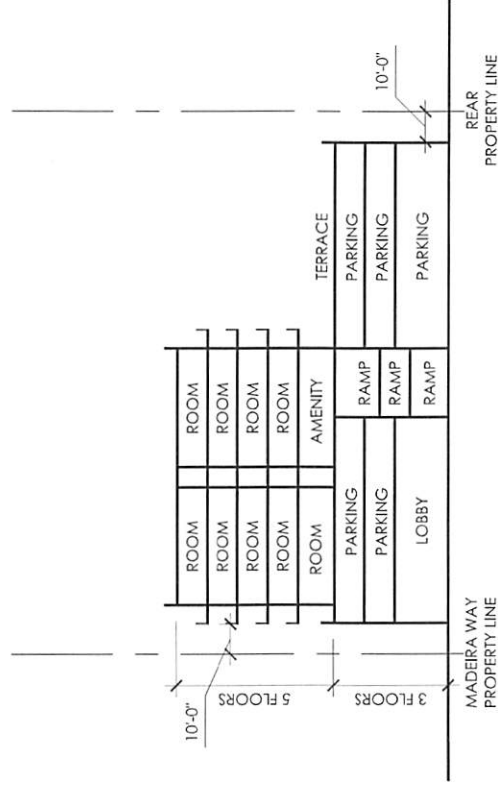 ROOM ROOM
ROOM ROOM
ROOM ROOM
ROOM ROOM
ROOM AMENITY TERRACE
PARKING RAMP PARKING
PARKING RAMP PARKING
LOBBY RAMP PARKING
5 FLOORS
3 FLOORS
10'-0"
10'-0"
MADEIRA WAY
PROPERTY LINE
REAR
PROPERTY LINE